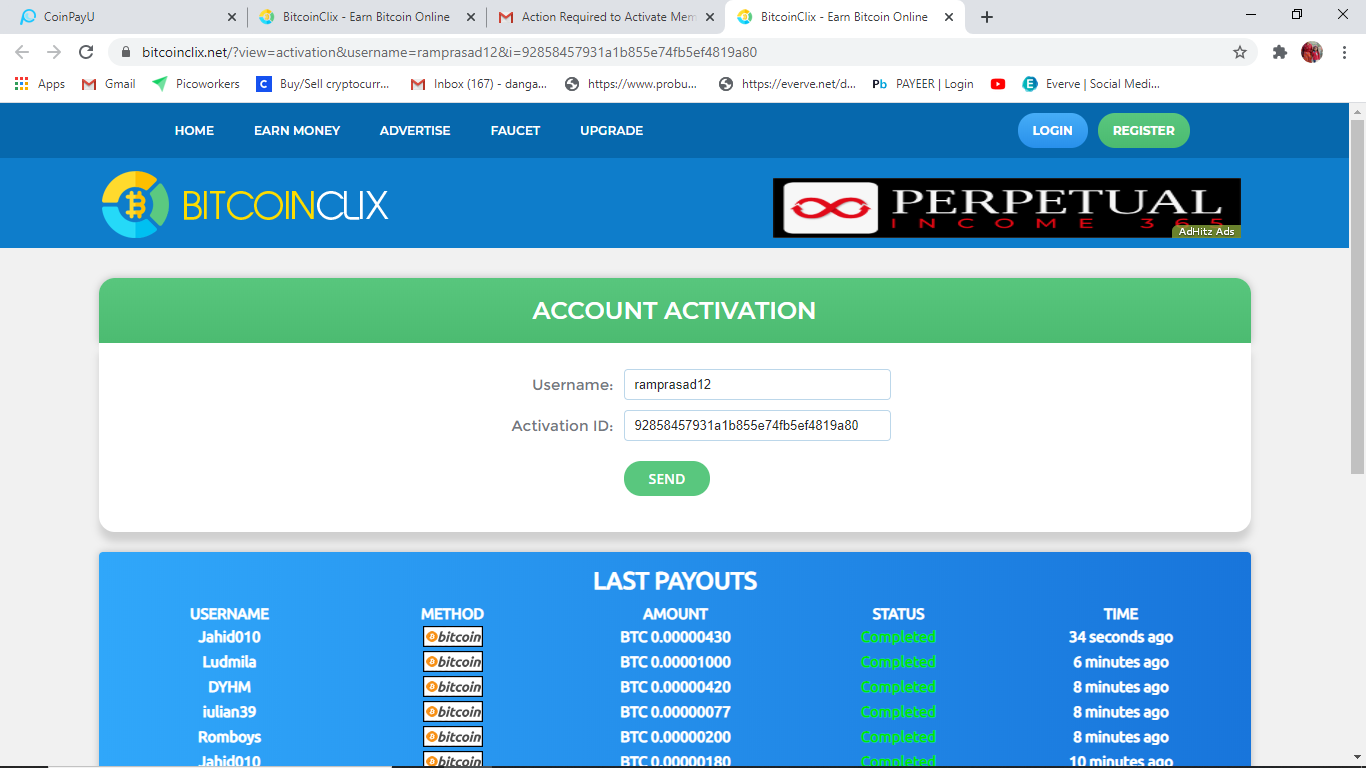 CoinPayU
BitcoinClix - Earn Bitcoin Online
Action Required to Activate Mem
BitcoinClix - Earn Bitcoin Online
bitcoinclix.net/?view=activation&username=ramprasad12&i=92858457931a1b855e74fb5ef4819a80
Apps
Gmail
Picoworkers
C
Buy/Sell cryptocurr...
Inbox (167) - danga...
https://www.probu...
https://everve.net/d...
Pb
PAYEER | Login
E
Everve | Social Medi...
HOME EARN MONEY ADVERTISE FAUCET UPGRADE LOGIN REGISTER
BITCOINCLIX
PERPETUAL
INCOME 365
AdHitz Ads
ACCOUNT ACTIVATION
Username: ramprasad12
Activation ID: 92858457931a1b855e74fb5ef4819a80
SEND
LAST PAYOUTS
USERNAME METHOD AMOUNT STATUS TIME
Jahid010 bitcoin BTC 0.00000430 Completed 34 seconds ago
Ludmila bitcoin BTC 0.00001000 Completed 6 minutes ago
DYHM bitcoin BTC 0.00000420 Completed 8 minutes ago
iulian39 bitcoin BTC 0.00000077 Completed 8 minutes ago
Romboys bitcoin BTC 0.00000200 Completed 8 minutes ago
Jahid010 bitcoin BTC 0.00000180 Completed 10 minutes ago